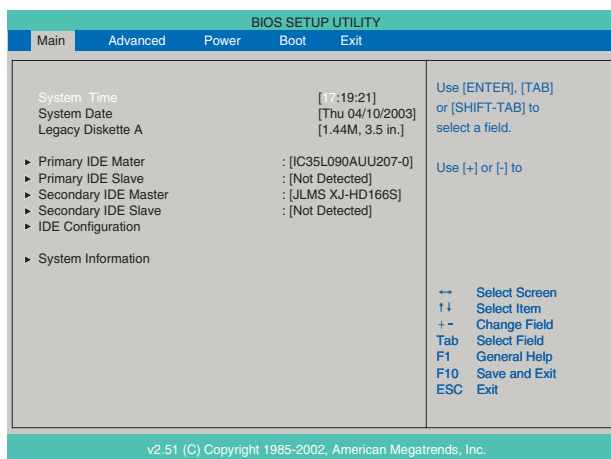 BIOS SETUP UTILITY
Main Advanced Power Boot Exit
System Time [17:19:21]
System Date [Thu 04/10/2003]
Legacy Diskette A [1.44M, 3.5 in.]
Primary IDE Mater : [IC35L090AUU207-0]
Primary IDE Slave : [Not Detected]
Secondary IDE Master : [JLMS XJ-HD166S]
Secondary IDE Slave : [Not Detected]
IDE Configuration
System Information
Use [ENTER], [TAB]
or [SHIFT-TAB] to
select a field.
Use [+] or [-] to
↔ Select Screen
↑↓ Select Item
+ - Change Field
Tab Select Field
F1 General Help
F10 Save and Exit
ESC Exit
v2.51 (C) Copyright 1985-2002, American Megatrends, Inc.